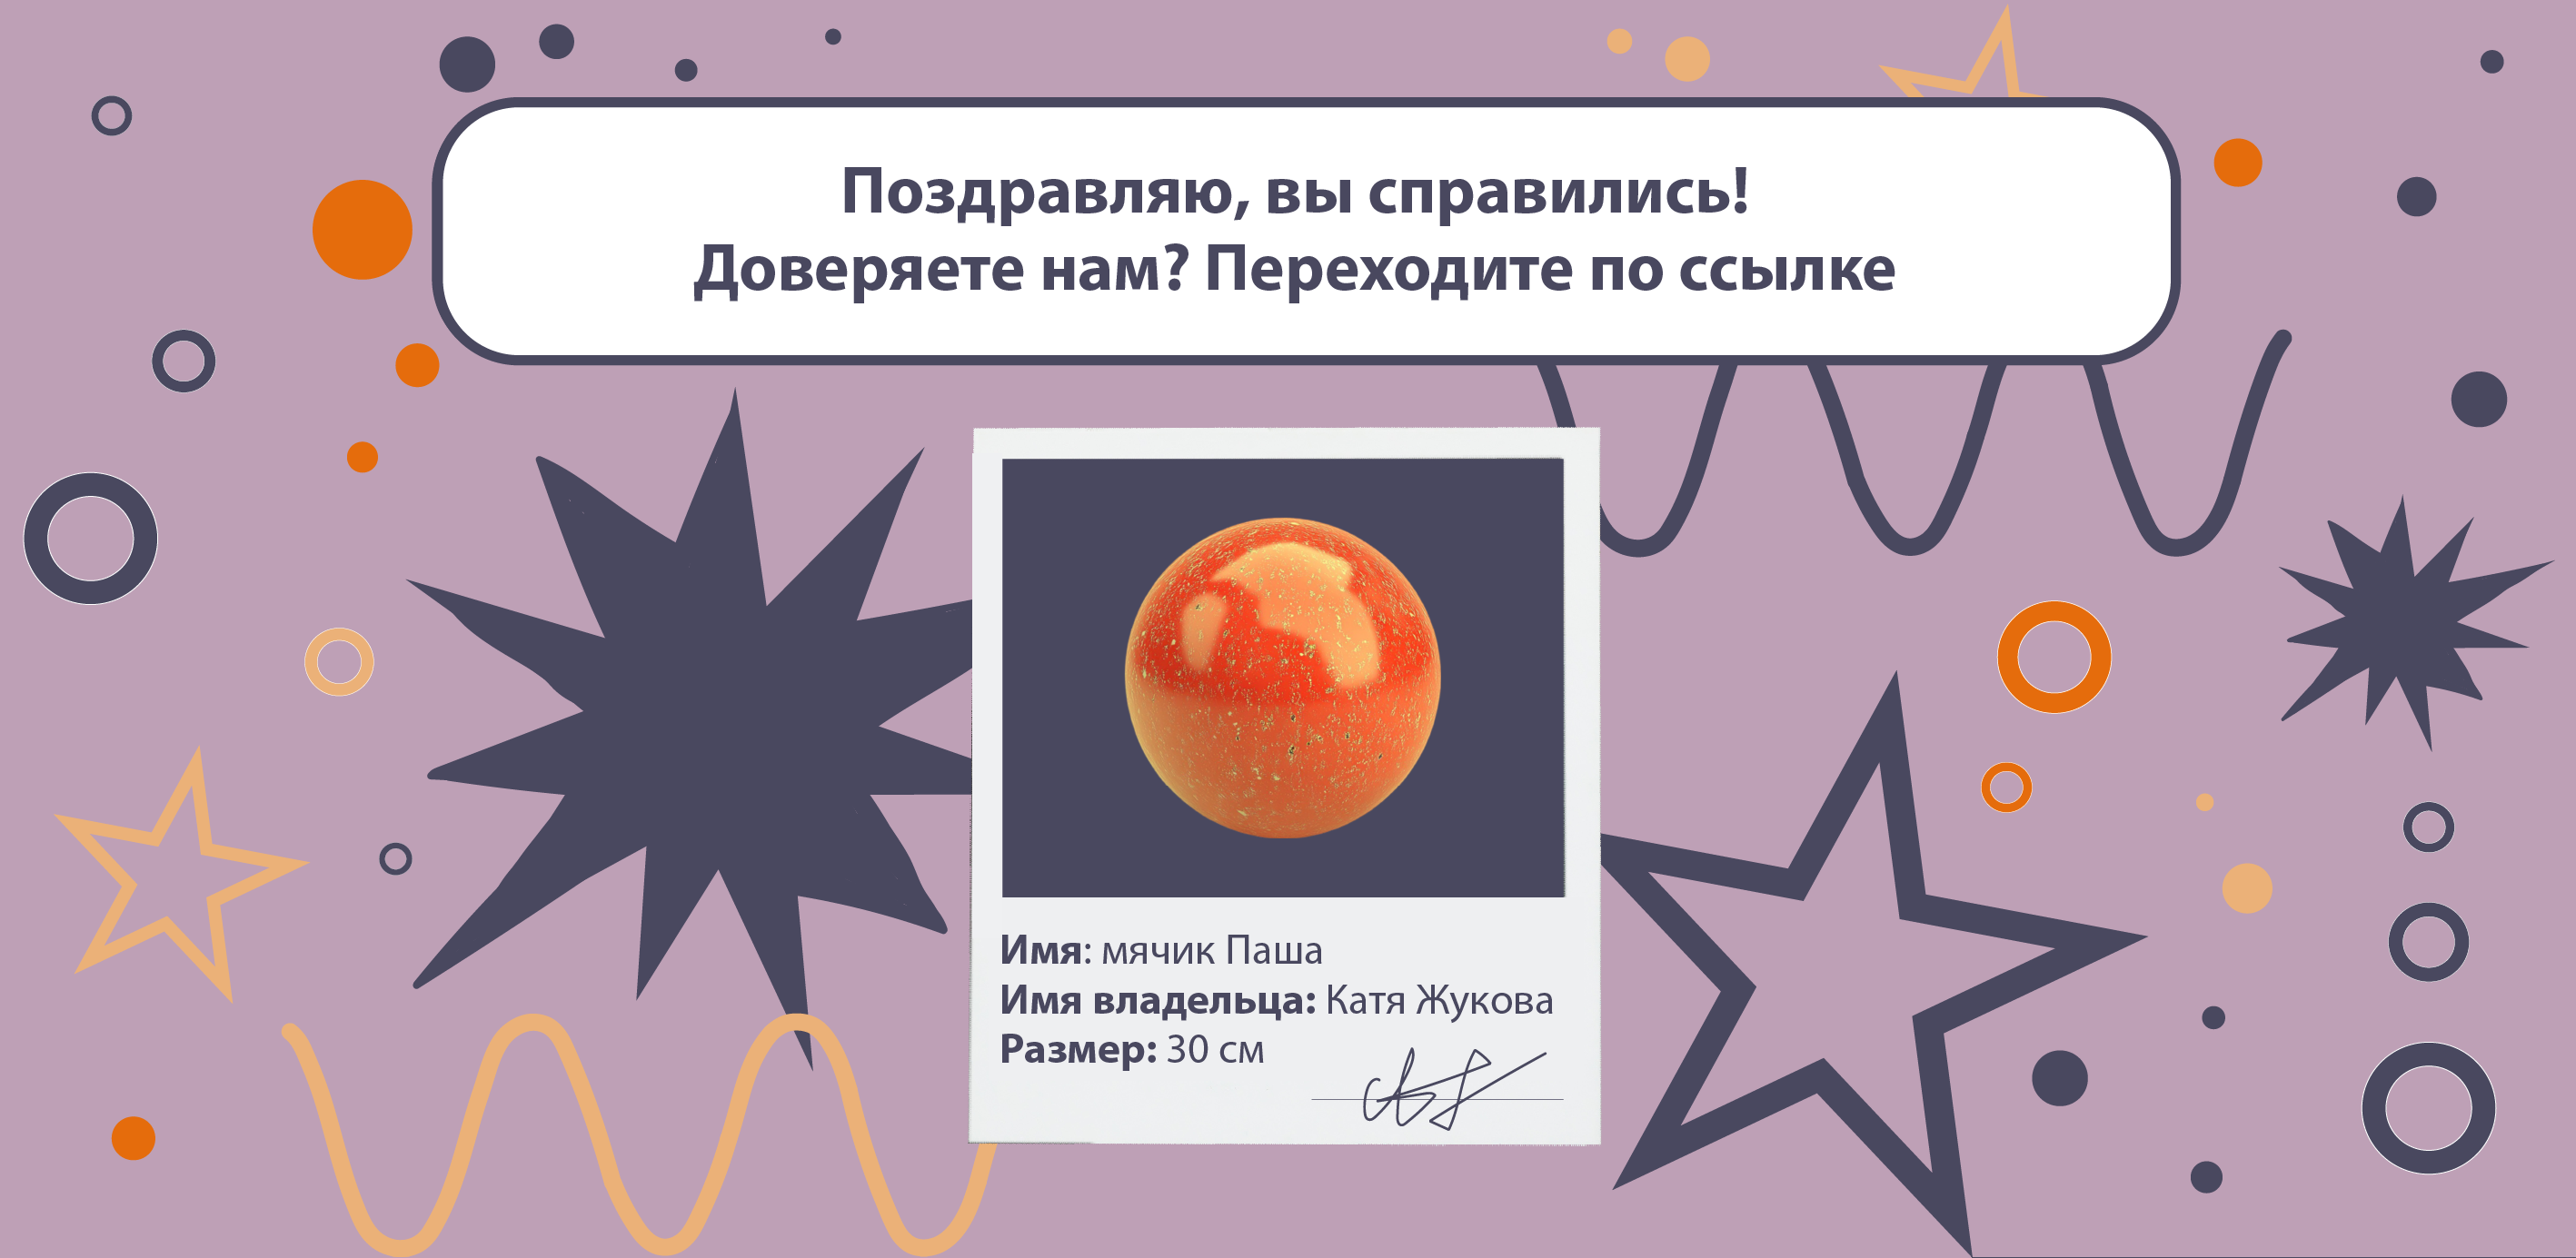 Поздравляю, вы справились!
Доверяете нам? Переходите по ссылке
Имя: мячик Паша
Имя владельца: Катя Жукова
Размер: 30 см